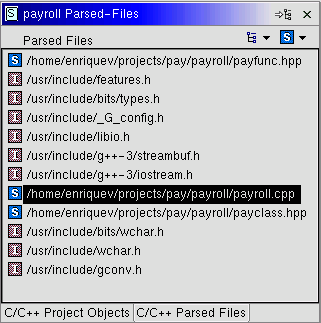 S payroll Parsed-Files
Parsed Files S
S /home/enriquev/projects/pay/payroll/payfunc.hpp
I /usr/include/features.h
I /usr/include/bits/types.h
I /usr/include/_G_config.h
I /usr/include/libio.h
I /usr/include/g++-3/streambuf.h
I /usr/include/g++-3/iostream.h
S /home/enriquev/projects/pay/payroll/payroll.cpp
S /home/enriquev/projects/pay/payroll/payclass.hpp
I /usr/include/bits/wchar.h
I /usr/include/wchar.h
I /usr/include/gconv.h
C/C++ Project Objects C/C++ Parsed Files